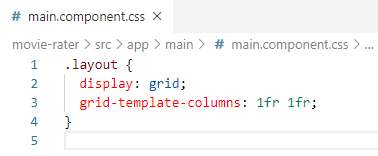 # main.component.css ×
movie-rater > src > app > main > # main.component.css > ...
1 .layout {
2   display: grid;
3   grid-template-columns: 1fr 1fr;
4 }
5